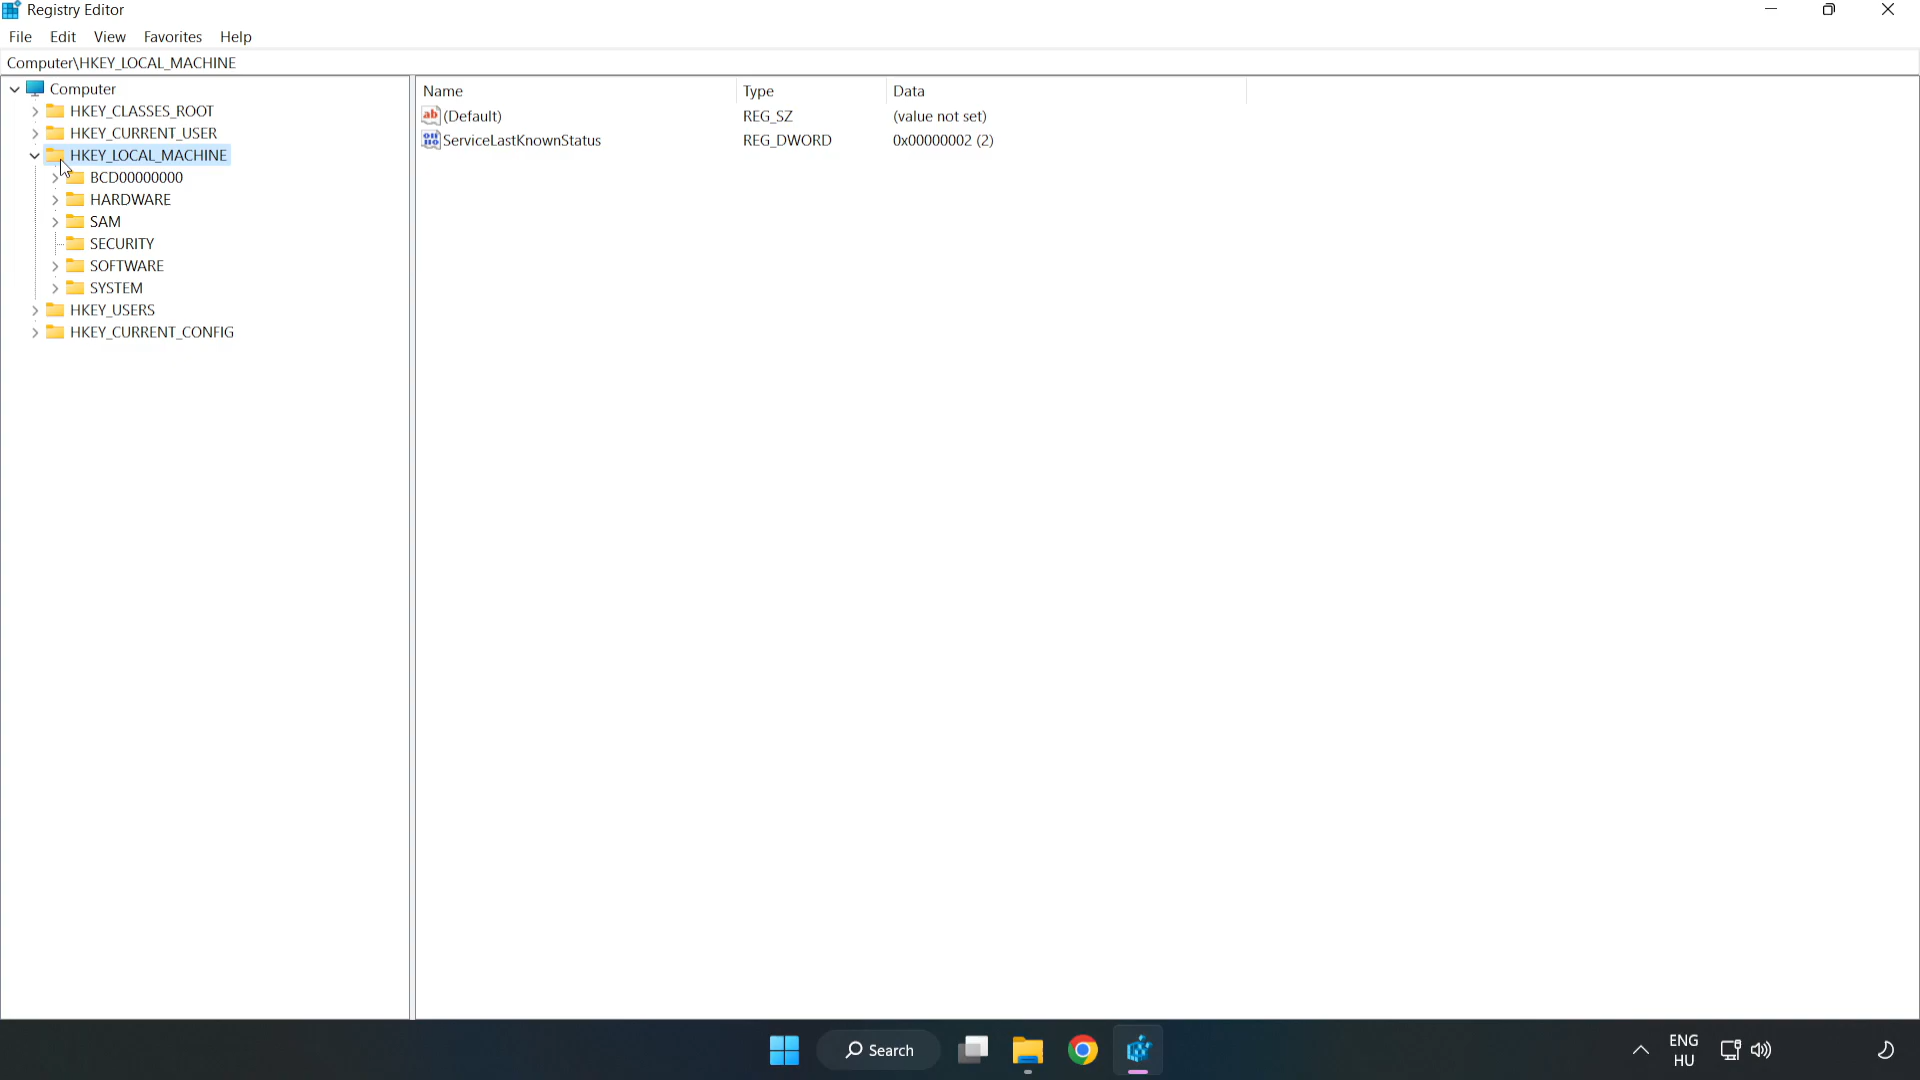 Registry Editor
File Edit View Favorites Help
Computer\HKEY_LOCAL_MACHINE
Computer
HKEY_CLASSES_ROOT
HKEY_CURRENT_USER
HKEY_LOCAL_MACHINE
BCD00000000
HARDWARE
SAM
SECURITY
SOFTWARE
SYSTEM
HKEY_USERS
HKEY_CURRENT_CONFIG
Name Type Data
ab (Default) REG_SZ (value not set)
ServiceLastKnownStatus REG_DWORD 0x00000002 (2)
Search
ENG
HU